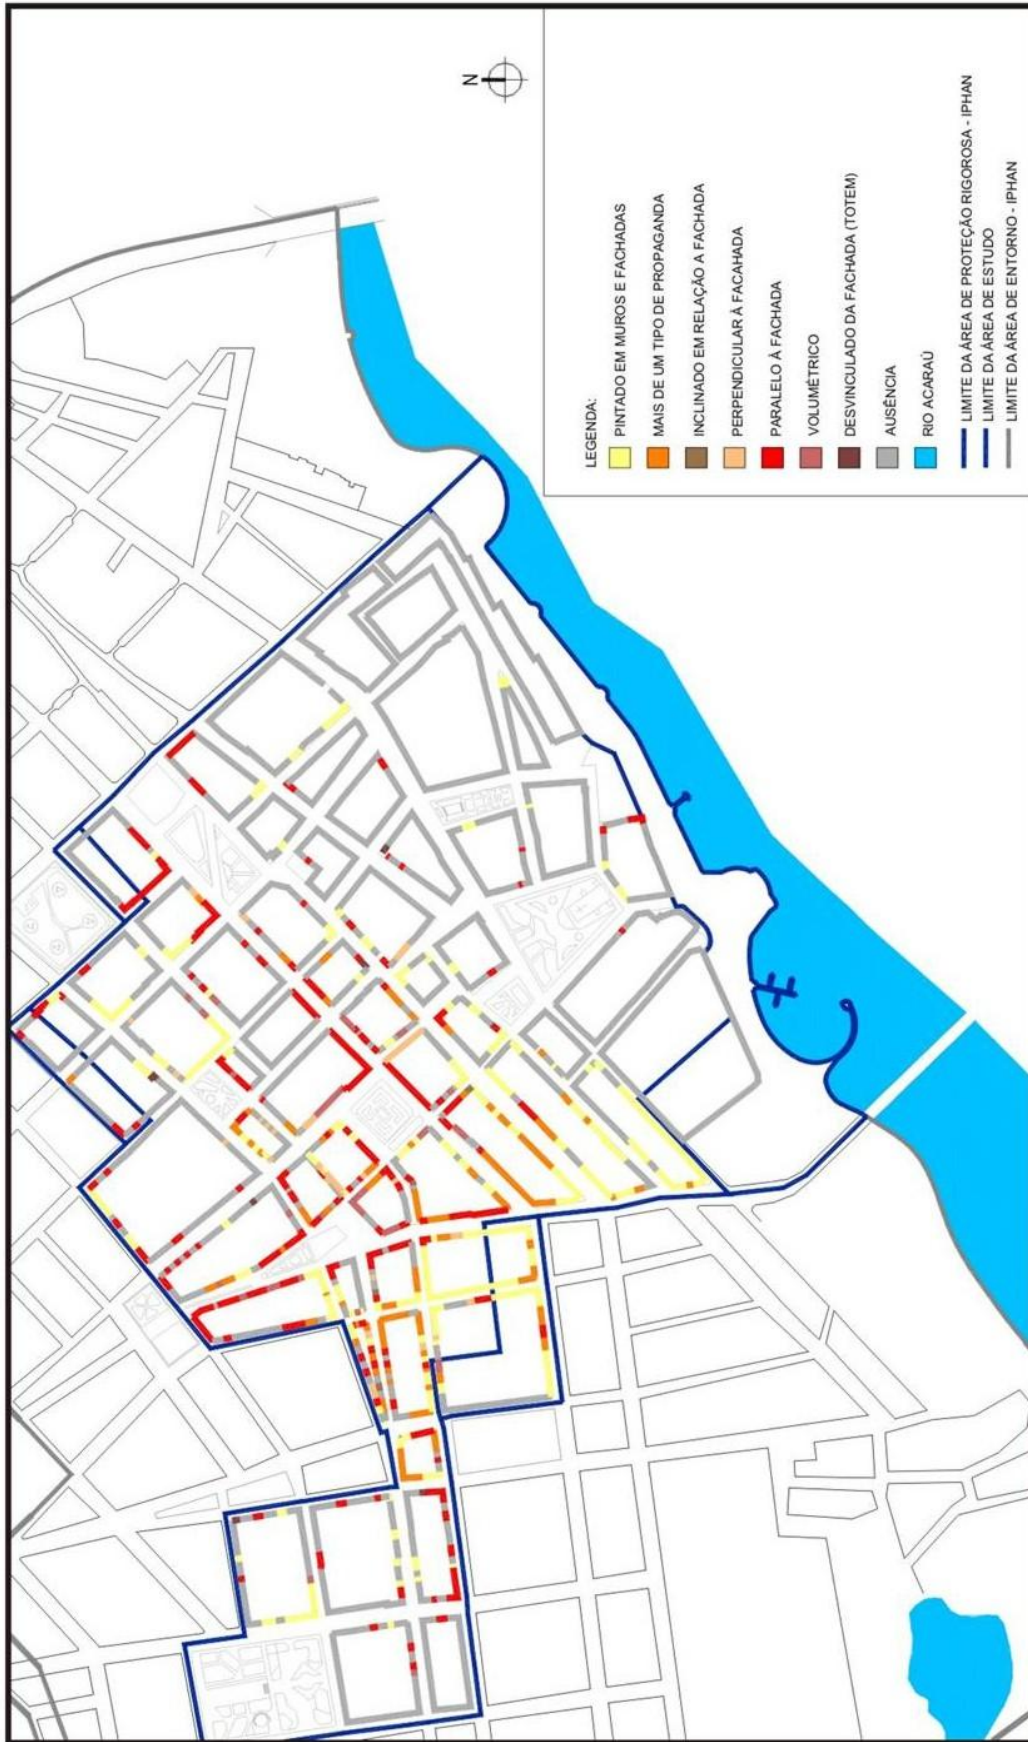 N
LEGENDA:
PINTADO EM MUROS E FACHADAS
MAIS DE UM TIPO DE PROPAGANDA
INCLINADO EM RELAÇÃO A FACHADA
PERPENDICULAR À FACAHADA
PARALELO À FACHADA
VOLUMÉTRICO
DESVINCULADO DA FACHADA (TOTEM)
AUSÊNCIA
RIO ACARAÚ
LIMITE DA ÁREA DE PROTEÇÃO RIGOROSA - IPHAN
LIMITE DA ÁREA DE ESTUDO
LIMITE DA ÁREA DE ENTORNO - IPHAN